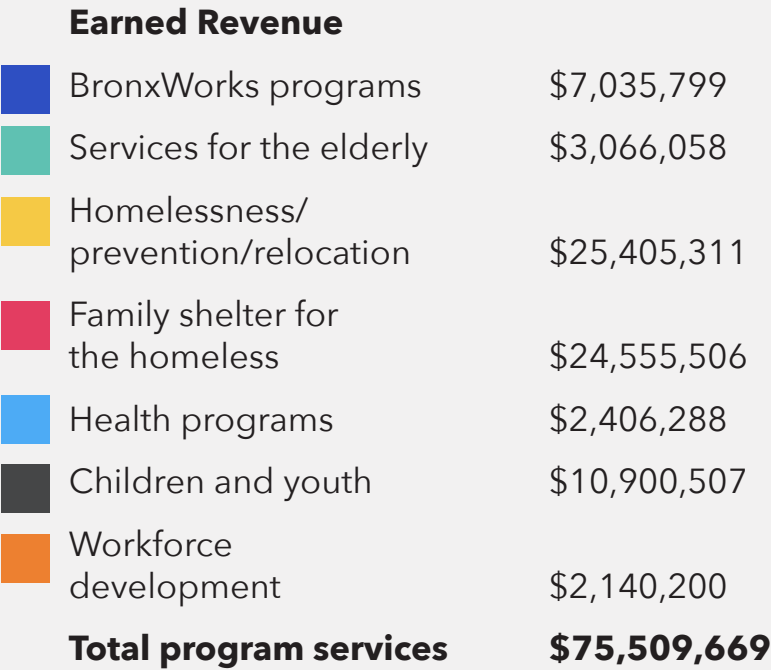 Earned Revenue
BronxWorks programs $7,035,799
Services for the elderly $3,066,058
Homelessness/
prevention/relocation $25,405,311
Family shelter for
the homeless $24,555,506
Health programs $2,406,288
Children and youth $10,900,507
Workforce
development $2,140,200
Total program services $75,509,669